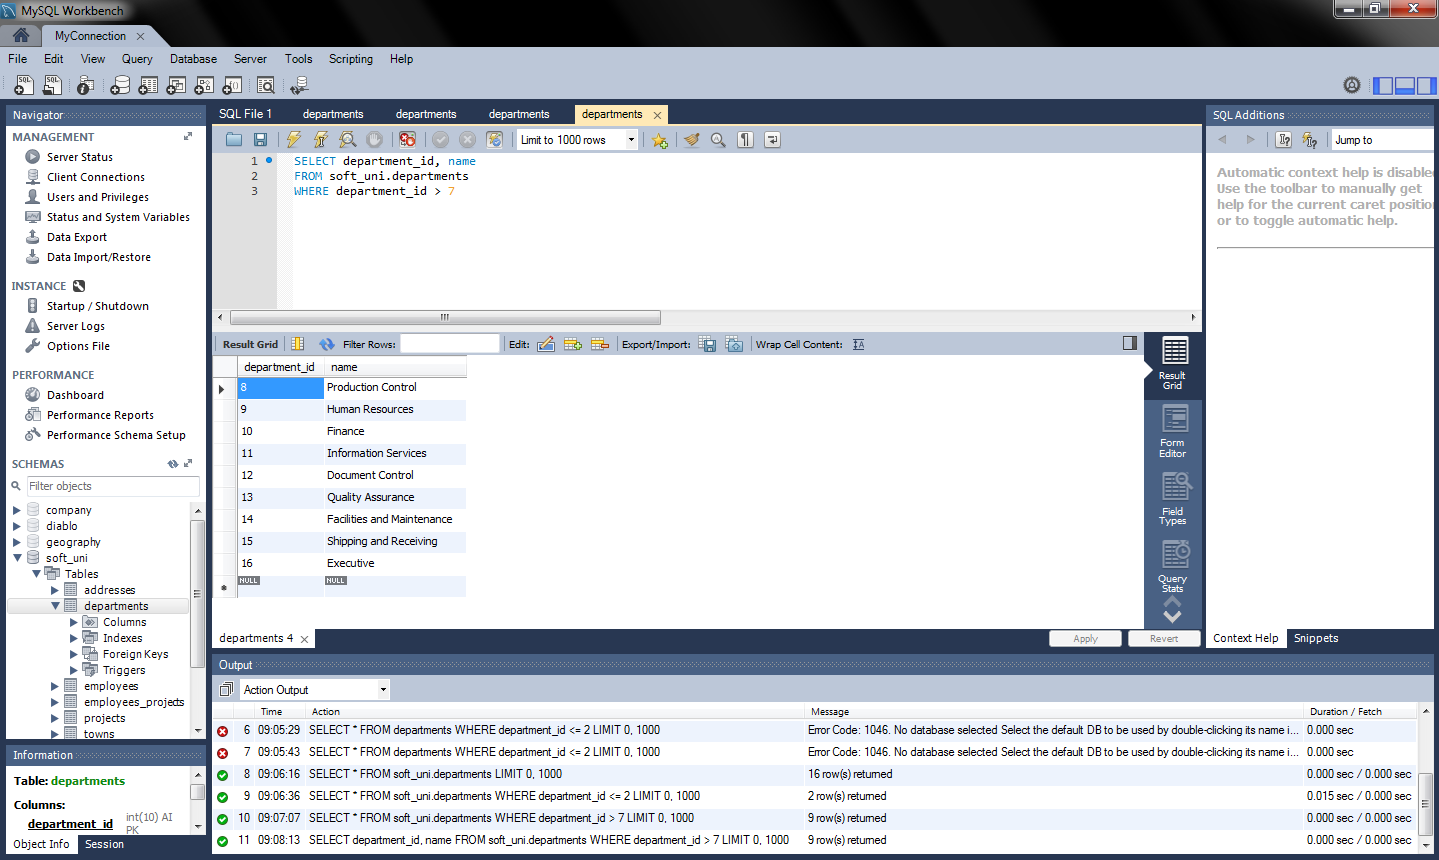 MySQL Workbench
MyConnection
File Edit View Query Database Server Tools Scripting Help
Navigator
MANAGEMENT
Server Status
Client Connections
Users and Privileges
Status and System Variables
Data Export
Data Import/Restore
INSTANCE
Startup / Shutdown
Server Logs
Options File
PERFORMANCE
Dashboard
Performance Reports
Performance Schema Setup
SCHEMAS
Filter objects
company
diablo
geography
soft_uni
Tables
addresses
departments
Columns
Indexes
Foreign Keys
Triggers
employees
employees_projects
projects
towns
Information
Table: departments
Columns:
department_id int(10) AI
PK
Object Info Session
SQL File 1 departments departments departments departments
Limit to 1000 rows
1 SELECT department_id, name
2 FROM soft_uni.departments
3 WHERE department_id > 7
Result Grid Filter Rows: Edit: Export/Import: Wrap Cell Content:
department_id name
8 Production Control
9 Human Resources
10 Finance
11 Information Services
12 Document Control
13 Quality Assurance
14 Facilities and Maintenance
15 Shipping and Receiving
16 Executive
NULL NULL
Result
Grid
Form
Editor
Field
Types
Query
Stats
departments 4
Apply Revert
SQL Additions
Jump to
Automatic context help is disabled
Use the toolbar to manually get
help for the current caret position
or to toggle automatic help.
Context Help Snippets
Output
Action Output
Time Action Message Duration / Fetch
6 09:05:29 SELECT * FROM departments WHERE department_id <= 2 LIMIT 0, 1000 Error Code: 1046. No database selected Select the default DB to be used by double-clicking its name i... 0.000 sec
7 09:05:43 SELECT * FROM departments WHERE department_id <= 2 LIMIT 0, 1000 Error Code: 1046. No database selected Select the default DB to be used by double-clicking its name i... 0.000 sec
8 09:06:16 SELECT * FROM soft_uni.departments LIMIT 0, 1000 16 row(s) returned 0.000 sec / 0.000 sec
9 09:06:36 SELECT * FROM soft_uni.departments WHERE department_id <= 2 LIMIT 0, 1000 2 row(s) returned 0.015 sec / 0.000 sec
10 09:07:07 SELECT * FROM soft_uni.departments WHERE department_id > 7 LIMIT 0, 1000 9 row(s) returned 0.000 sec / 0.000 sec
11 09:08:13 SELECT department_id, name FROM soft_uni.departments WHERE department_id > 7 LIMIT 0, 1000 9 row(s) returned 0.000 sec / 0.000 sec